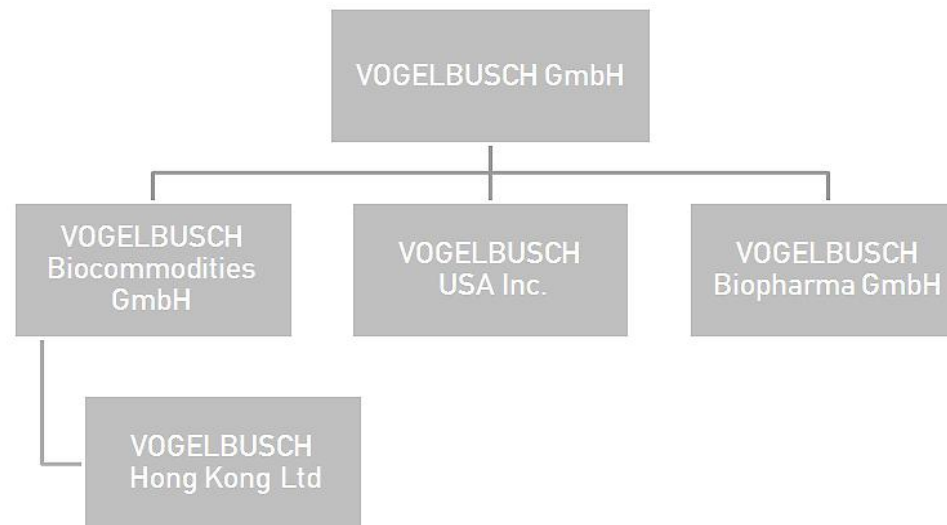 VOGELBUSCH GmbH
VOGELBUSCH
Biocommodities
GmbH
VOGELBUSCH
USA Inc.
VOGELBUSCH
Biopharma GmbH
VOGELBUSCH
Hong Kong Ltd